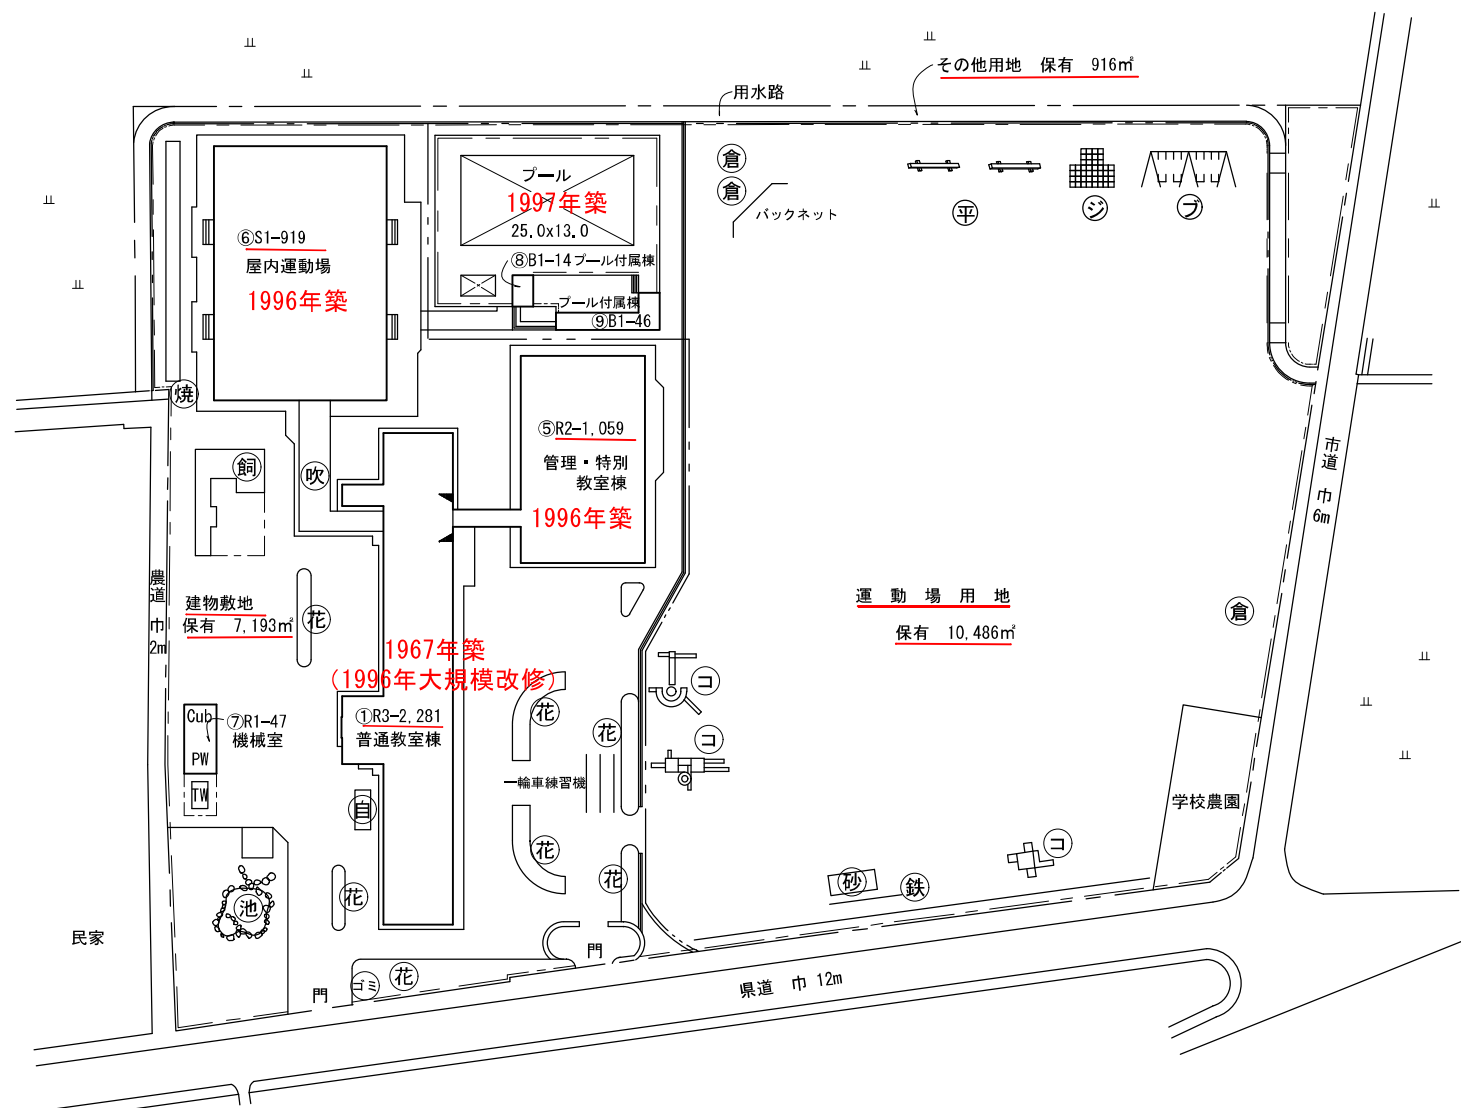 その他用地 保有 916㎡
用水路
倉
倉
バックネット
平
ジ
ブ
プール
1997年築
25.0x13.0
⑥S1-919
屋内運動場
1996年築
⑧B1-14プール付属棟
プール付属棟
⑨B1-46
焼
飼
吹
⑤R2-1,059
管理・特別
教室棟
1996年築
市道 巾 6m
農道 巾 2m
建物敷地
保有 7,193㎡
花
運動場用地
保有 10,486㎡
倉
1967年築
(1996年大規模改修)
コ
花
花
Cub
⑦R1-47
機械室
PW
TW
①R3-2,281
普通教室棟
コ
一輪車練習機
自
学校農園
花
花
花
コ
砂
鉄
池
民家
門
門
ゴミ
花
県道 巾 12m